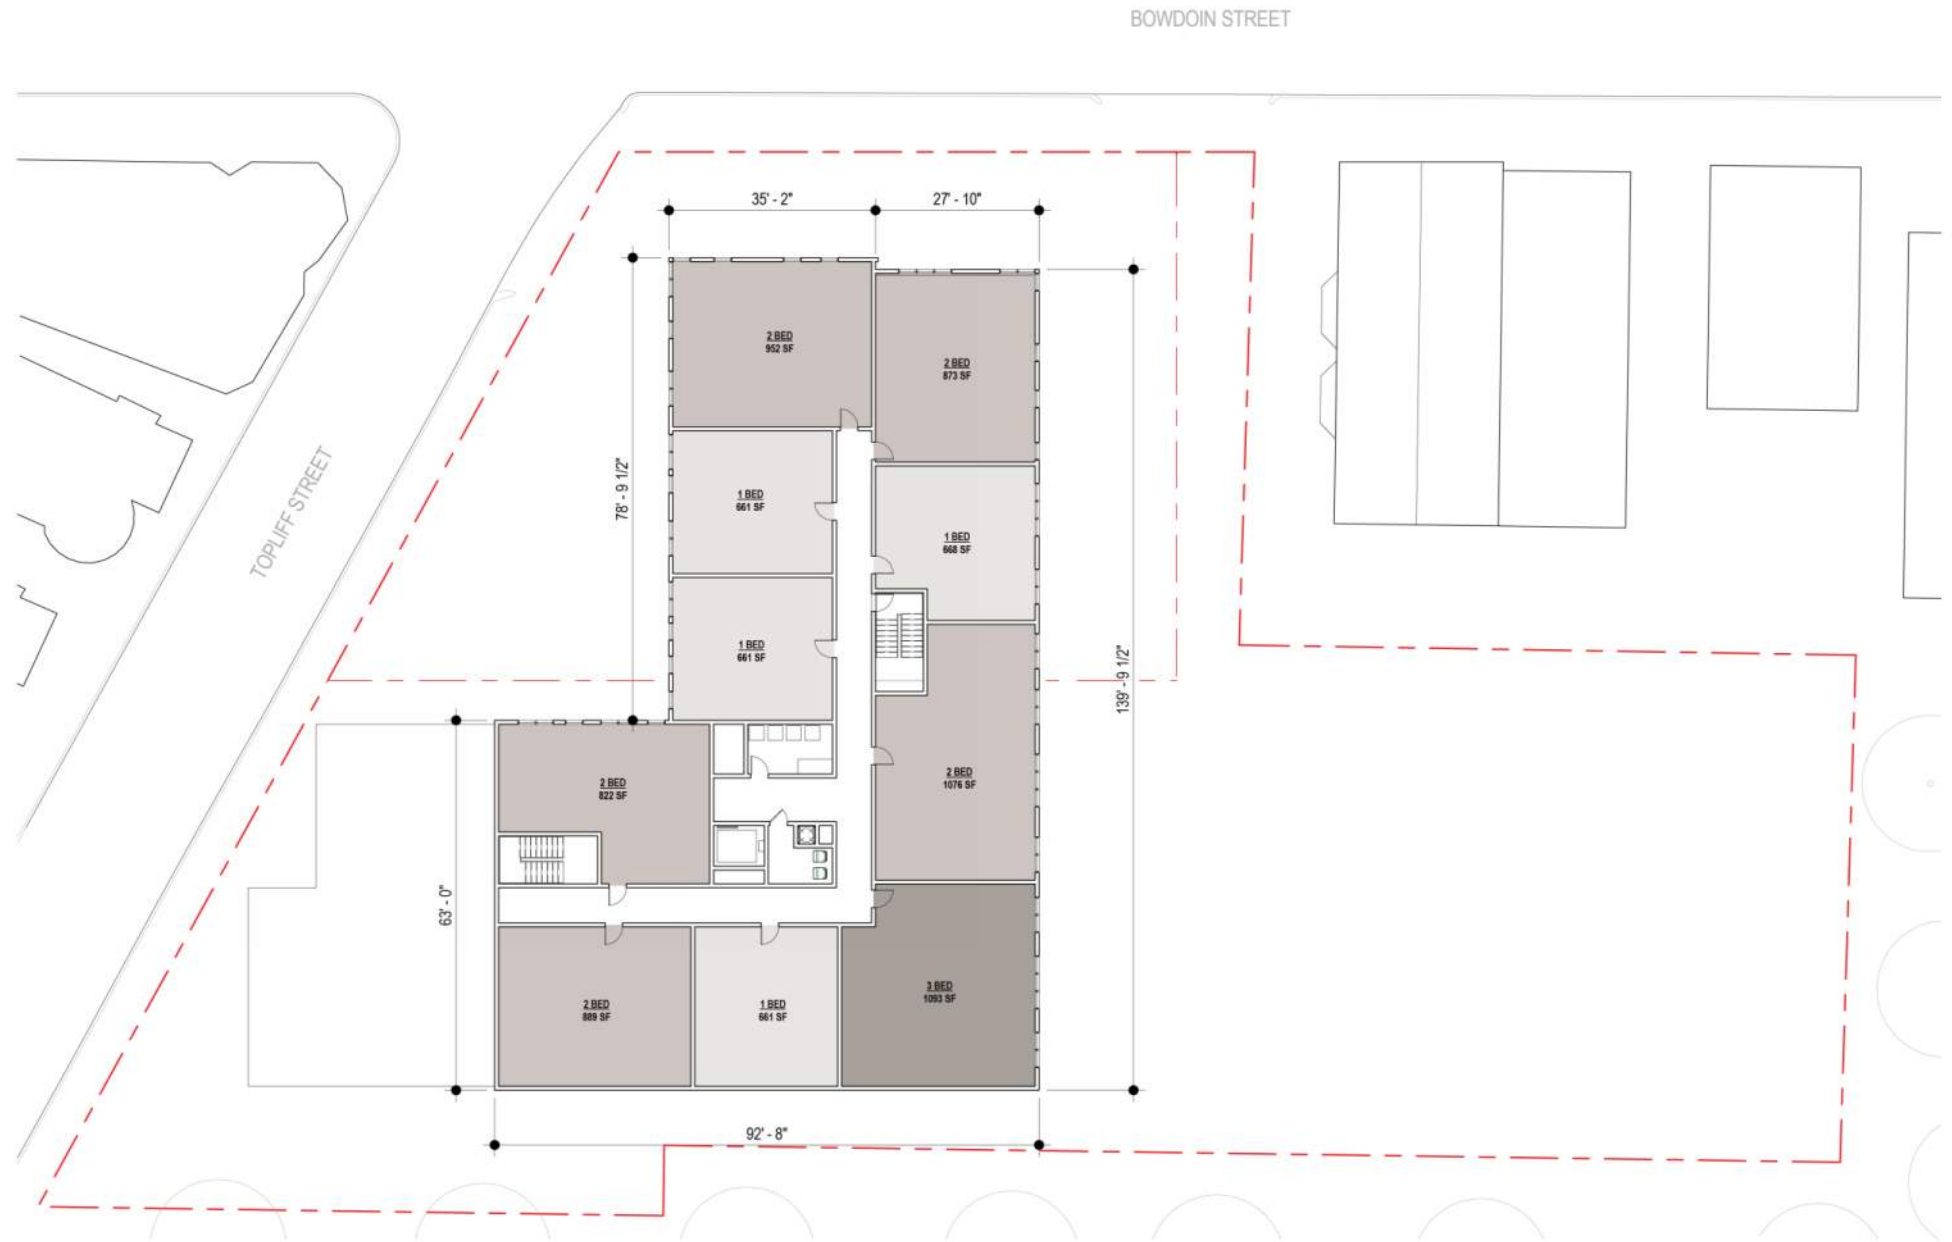 BOWDOIN STREET
35' - 2"
27' - 10"
2 BED
952 SF
2 BED
873 SF
TOPLIFF STREET
78' - 9 1/2"
1 BED
661 SF
1 BED
668 SF
1 BED
661 SF
139' - 9 1/2"
2 BED
822 SF
2 BED
1076 SF
63' - 0"
2 BED
889 SF
1 BED
661 SF
3 BED
1093 SF
92' - 8"